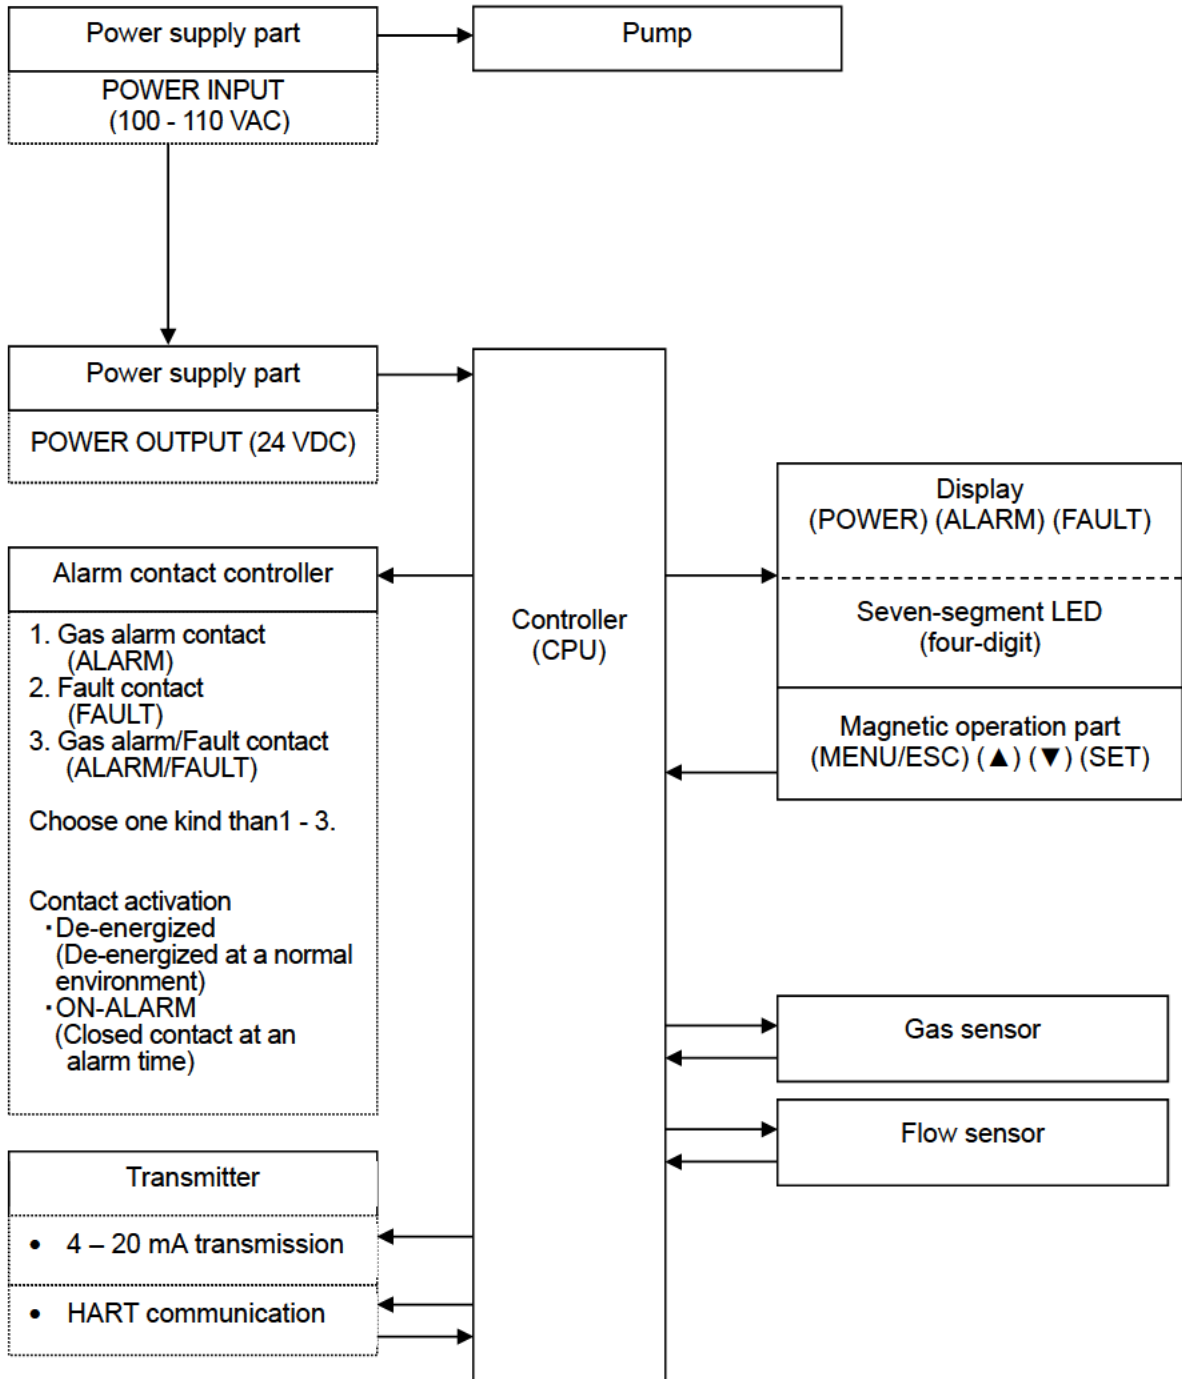 Power supply part
Pump
POWER INPUT
(100 - 110 VAC)
Power supply part
POWER OUTPUT (24 VDC)
Alarm contact controller
1. Gas alarm contact
(ALARM)
2. Fault contact
(FAULT)
3. Gas alarm/Fault contact
(ALARM/FAULT)
Choose one kind than1 - 3.
Contact activation
・De-energized
(De-energized at a normal
environment)
・ON-ALARM
(Closed contact at an
alarm time)
Transmitter
• 4 – 20 mA transmission
• HART communication
Controller
(CPU)
Display
(POWER) (ALARM) (FAULT)
Seven-segment LED
(four-digit)
Magnetic operation part
(MENU/ESC) (▲) (▼) (SET)
Gas sensor
Flow sensor